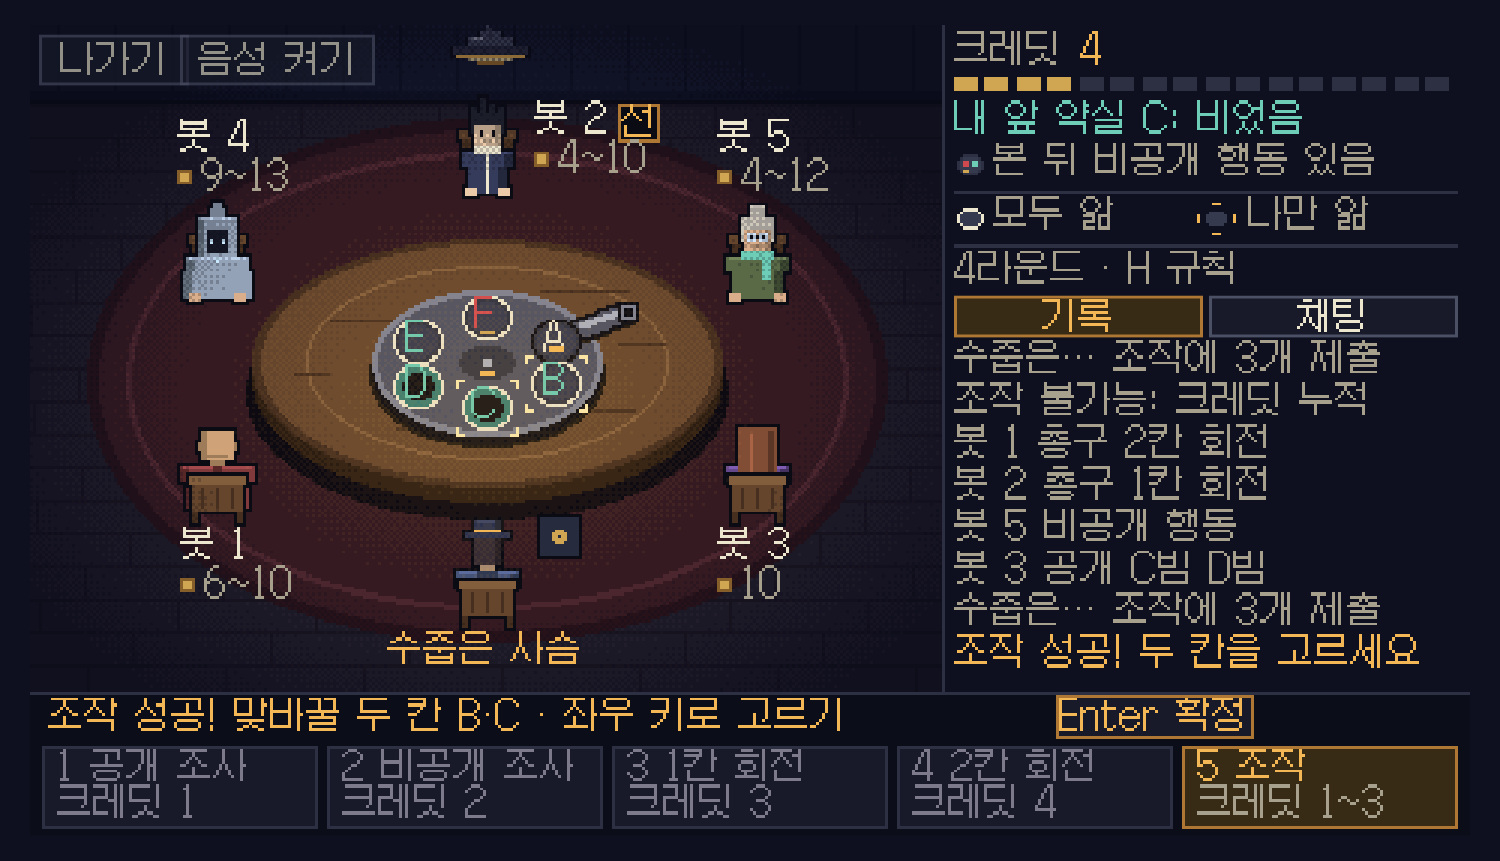 나가기
음성 켜기
봇 4
9~13
봇 2 선
4~10
봇 5
4~12
F
E
A
B
D
C
봇 1
6~10
봇 3
10
수줍은 사슴
크레딧 4
내 앞 약실 C: 비었음
본 뒤 비공개 행동 있음
모두 앎
나만 앎
4라운드 · H 규칙
기록
채팅
수줍은… 조작에 3개 제출
조작 불가능: 크레딧 누적
봇 1 총구 2칸 회전
봇 2 총구 1칸 회전
봇 5 비공개 행동
봇 3 공개 C빔 D빔
수줍은… 조작에 3개 제출
조작 성공! 두 칸을 고르세요
조작 성공! 맞바꿀 두 칸 B·C · 좌우 키로 고르기
Enter 확정
1 공개 조사
크레딧 1
2 비공개 조사
크레딧 2
3 1칸 회전
크레딧 3
4 2칸 회전
크레딧 4
5 조작
크레딧 1~3